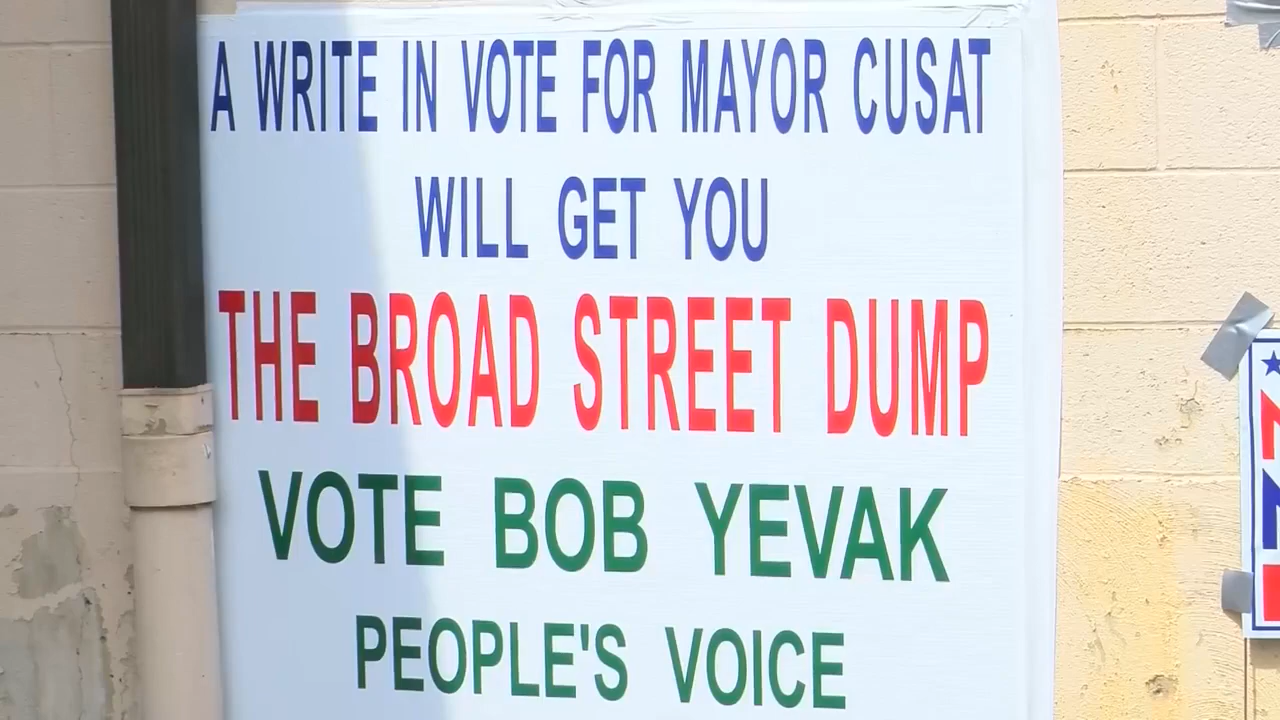 A WRITE IN VOTE FOR MAYOR CUSAT
WILL GET YOU
THE BROAD STREET DUMP
VOTE BOB YEVAK
PEOPLE'S VOICE